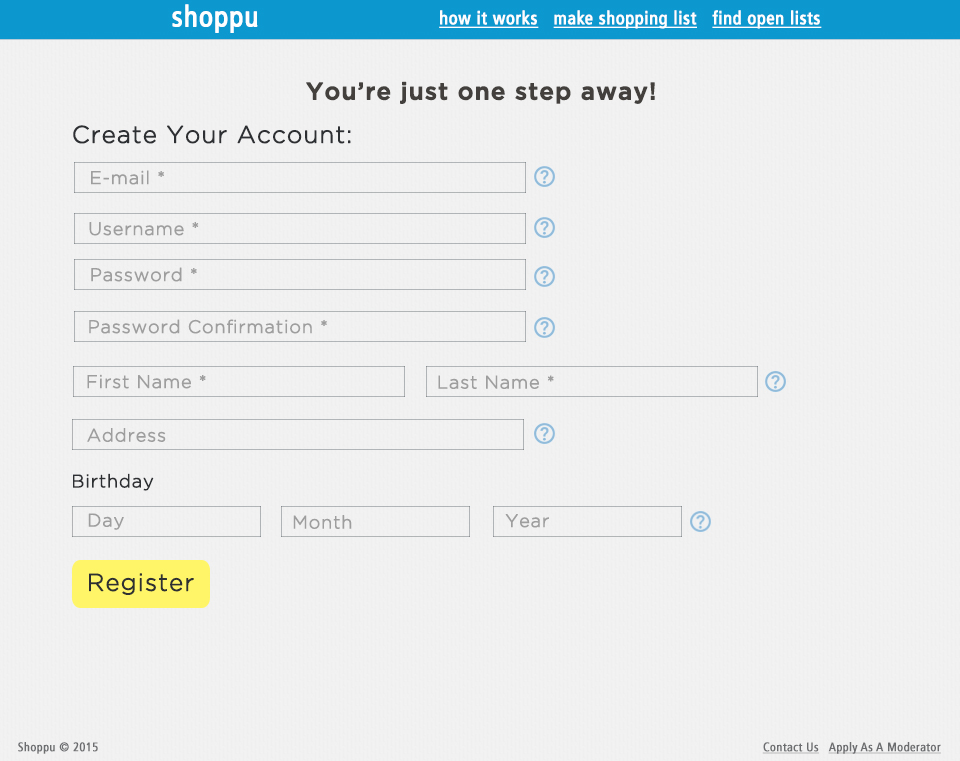 shoppu how it works make shopping list find open lists
You're just one step away!
Create Your Account:
E-mail * ?
Username * ?
Password * ?
Password Confirmation * ?
First Name * Last Name * ?
Address ?
Birthday
Day Month Year ?
Register
Shoppu © 2015 Contact Us Apply As A Moderator